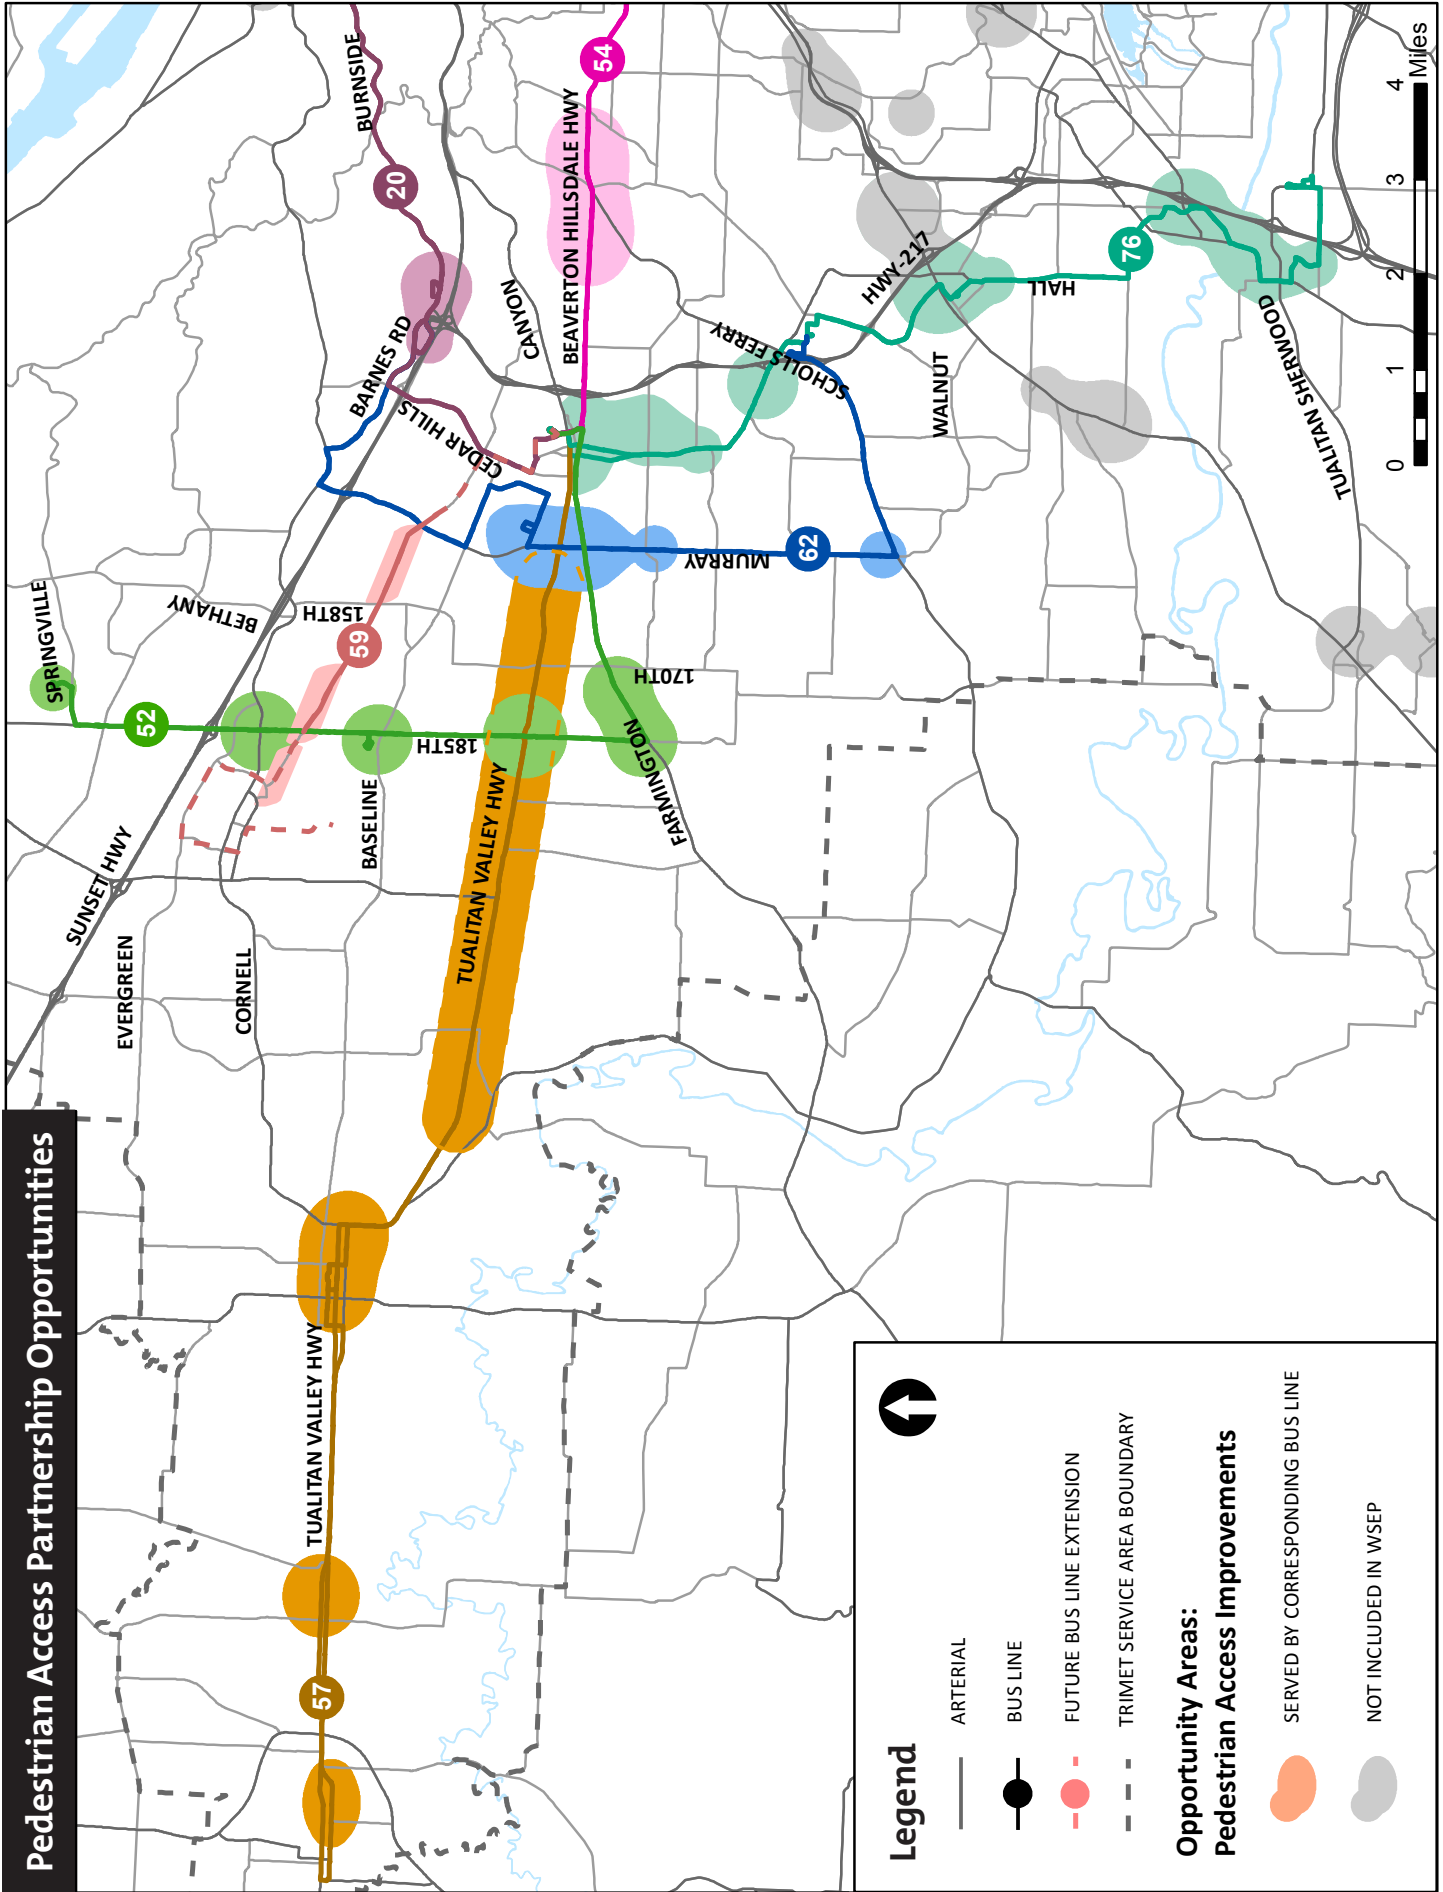 Pedestrian Access Partnership Opportunities
SPRINGVILLE
BETHANY
SUNSET HWY
EVERGREEN
CORNELL
158TH
BARNES RD
BURNSIDE
CEDAR HILLS
CANYON
BASELINE
185TH
TUALITAN VALLEY HWY
TUALITAN VALLEY HWY
BEAVERTON HILLSDALE HWY
170TH
FARMINGTON
MURRAY
SCHOLLS FERRY
HWY-217
WALNUT
HALL
TUALITAN SHERWOOD
52
59
20
54
57
62
76
Legend
ARTERIAL
BUS LINE
FUTURE BUS LINE EXTENSION
TRIMET SERVICE AREA BOUNDARY
Opportunity Areas:
Pedestrian Access Improvements
SERVED BY CORRESPONDING BUS LINE
NOT INCLUDED IN WSEP
0 1 2 3 4
Miles